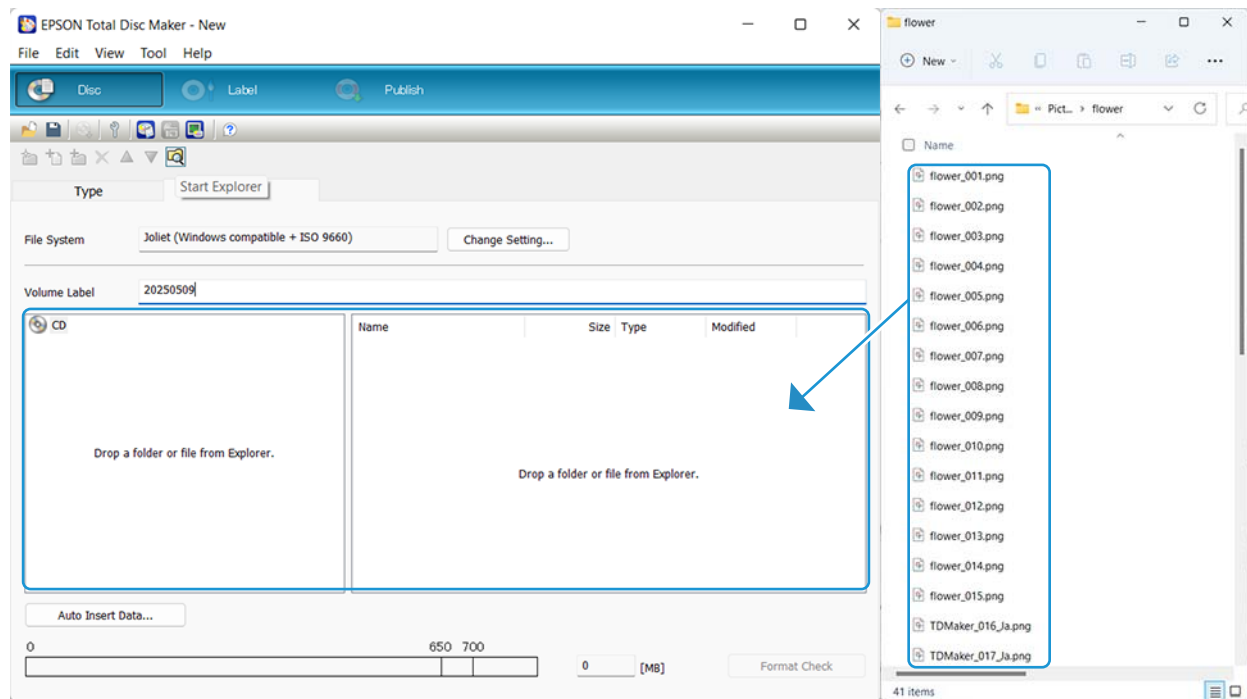 EPSON Total Disc Maker - New
File Edit View Tool Help
Disc
Label
Publish
Start Explorer
Type
File System
Joliet (Windows compatible + ISO 9660)
Change Setting...
Volume Label
20250509
CD
Name Size Type Modified
Drop a folder or file from Explorer.
Drop a folder or file from Explorer.
Auto Insert Data...
0 650 700
0 [MB]
Format Check
flower
New
Pict... > flower
Name
flower_001.png
flower_002.png
flower_003.png
flower_004.png
flower_005.png
flower_006.png
flower_007.png
flower_008.png
flower_009.png
flower_010.png
flower_011.png
flower_012.png
flower_013.png
flower_014.png
flower_015.png
TDMaker_016_Ja.png
TDMaker_017_Ja.png
41 items